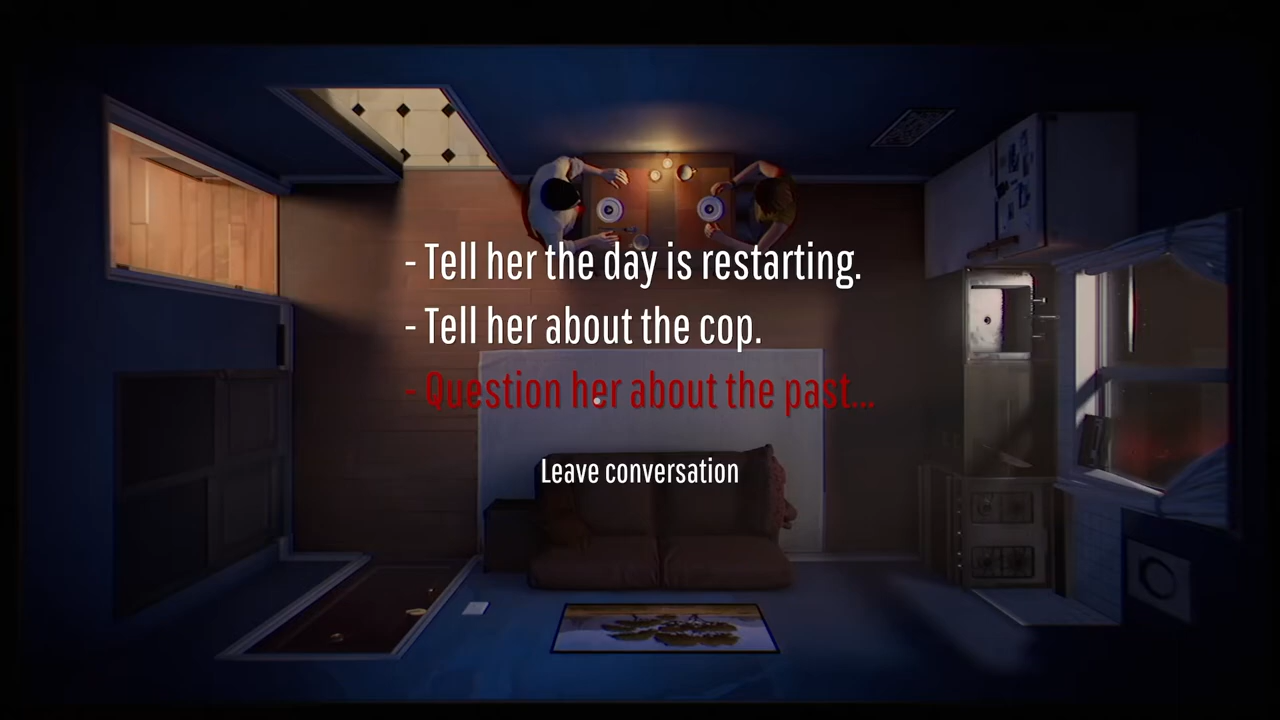 - Tell her the day is restarting.
- Tell her about the cop.
- Question her about the past...
Leave conversation